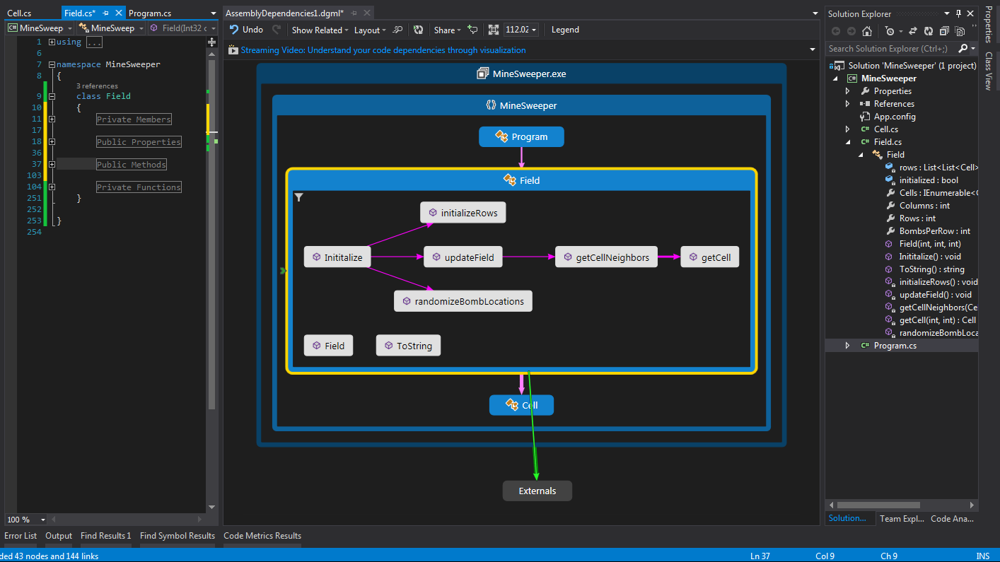 Cell.cs
Field.cs*
Program.cs
MineSweep
MineSweep
Field(Int32 c
1
using ...
6
7
namespace MineSweeper
8
{
3 references
9
class Field
10
{
11
Private Members
17
18
Public Properties
36
37
Public Methods
103
104
Private Functions
251
}
252
253
}
254
100 %
AssemblyDependencies1.dgml*
Undo
Show Related
Layout
Share
112.02
Legend
Streaming Video: Understand your code dependencies through visualization
MineSweeper.exe
MineSweeper
Program
Field
initializeRows
Inititalize
updateField
getCellNeighbors
getCell
randomizeBombLocations
Field
ToString
Cell
Externals
Solution Explorer
Search Solution Explorer (Ctrl+;)
Solution 'MineSweeper' (1 project)
MineSweeper
Properties
References
App.config
Cell.cs
Field.cs
Field
rows : List<List<Cell>
initialized : bool
Cells : IEnumerable<C
Columns : int
Rows : int
BombsPerRow : int
Field(int, int, int)
Inititalize() : void
ToString() : string
initializeRows() : void
updateField() : void
getCellNeighbors(Ce
getCell(int, int) : Cell
randomizeBombLoca
Program.cs
Solution...
Team Expl...
Code Ana...
Properties
Class View
Error List
Output
Find Results 1
Find Symbol Results
Code Metrics Results
ded 43 nodes and 144 links
Ln 37
Col 9
Ch 9
INS